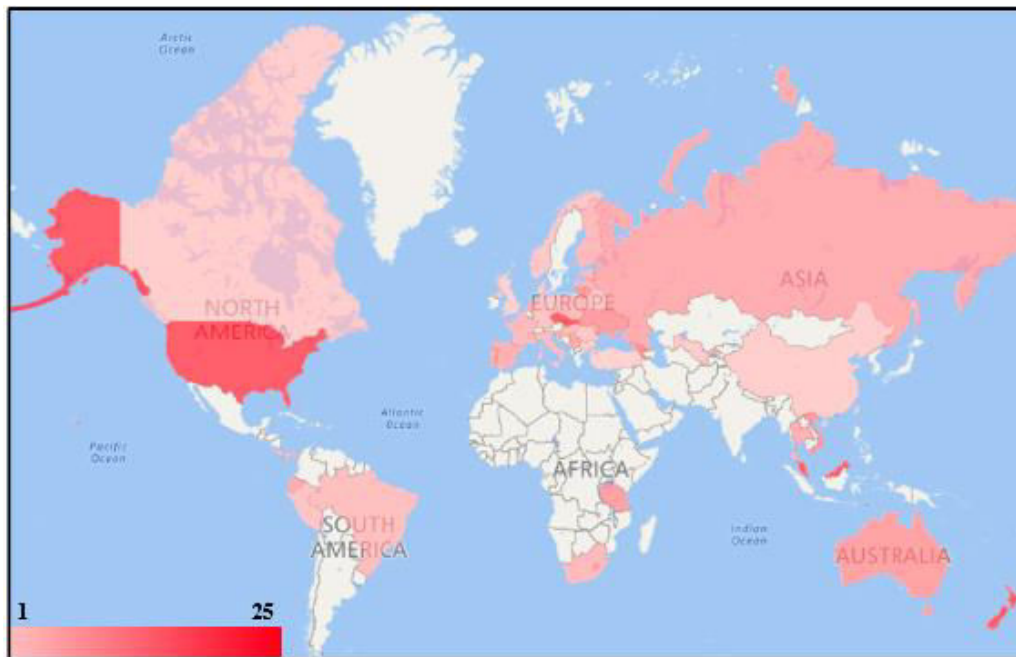 Arctic
Ocean
NORTH
AMERICA
EUROPE
ASIA
Atlantic
Ocean
Pacific
Ocean
AFRICA
SOUTH
AMERICA
Indian
Ocean
AUSTRALIA
1 25